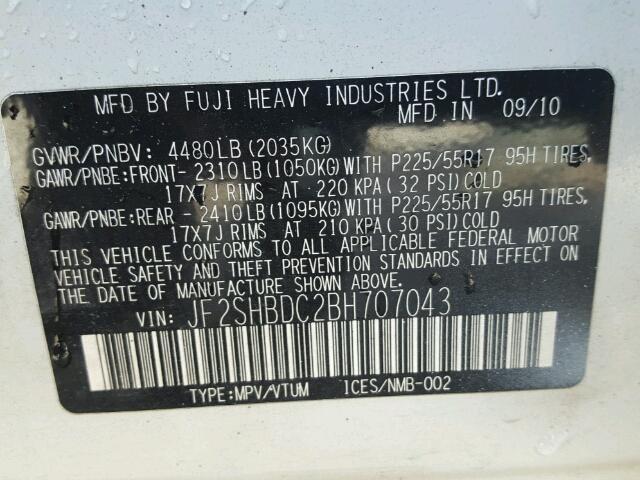 MFD BY FUJI HEAVY INDUSTRIES LTD.
MFD IN 09/10
GVWR/PNBV: 4480LB(2035KG)
GAWR/PNBE:FRONT- 2310LB(1050KG)WITH P225/55R17 95H TIRES,
17X7J RIMS AT 220 KPA(32 PSI)COLD
GAWR/PNBE:REAR - 2410LB(1095KG)WITH P225/55R17 95H TIRES,
17X7J RIMS AT 210 KPA(30 PSI)COLD
THIS VEHICLE CONFORMS TO ALL APPLICABLE FEDERAL MOTOR
VEHICLE SAFETY AND THEFT PREVENTION STANDARDS IN EFFECT ON
THE DATE OF MANUFACTURE SHOWN ABOVE.
VIN: JF2SHBDC2BH707043
TYPE:MPV/VTUM ICES/NMB-002